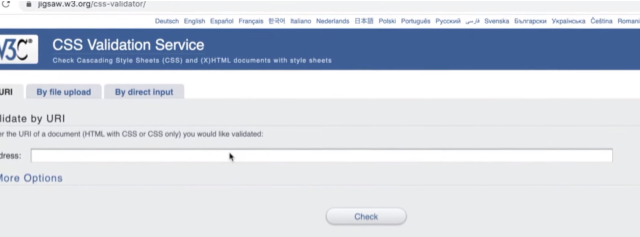 jigsaw.w3.org/css-validator/
Deutsch English Español Français 한국어 Italiano Nederlands 日本語 Polski Português Русский فارسی Svenska Български Українська Čeština Romani
W3C®
CSS Validation Service
Check Cascading Style Sheets (CSS) and (X)HTML documents with style sheets
URI By file upload By direct input
lidate by URI
er the URI of a document (HTML with CSS or CSS only) you would like validated:
dress:
More Options
Check